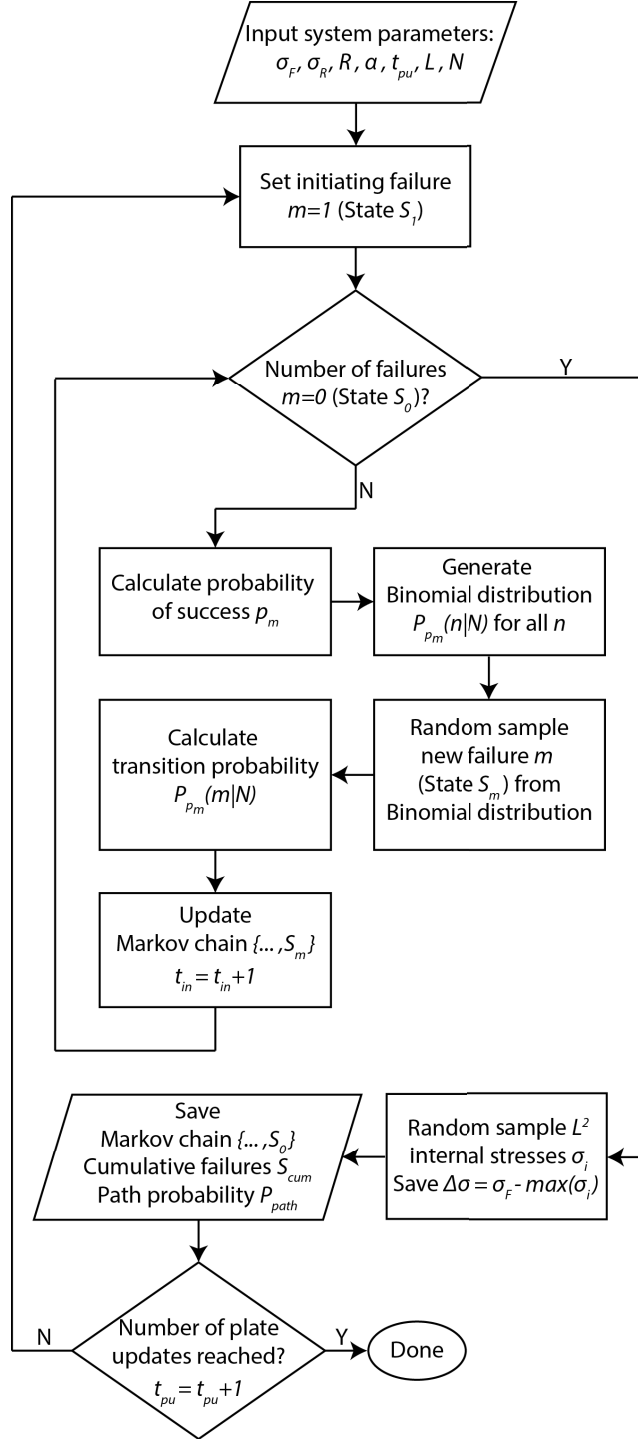 Input system parameters:
σ_F, σ_R, R, α, t_pu, L, N
Set initiating failure
m=1 (State S_1)
Number of failures
m=0 (State S_0)?
Y
N
Calculate probability
of success p_m
Generate
Binomial distribution
P_{p_m}(n|N) for all n
Random sample
new failure m
(State S_m) from
Binomial distribution
Calculate
transition probability
P_{p_m}(m|N)
Update
Markov chain {...,S_m}
t_in = t_in+1
Random sample L²
internal stresses σ_i
Save Δσ = σ_F - max(σ_i)
Save
Markov chain {...,S_0}
Cumulative failures S_cum
Path probability P_path
Number of plate
updates reached?
t_pu = t_pu+1
N
Y
Done